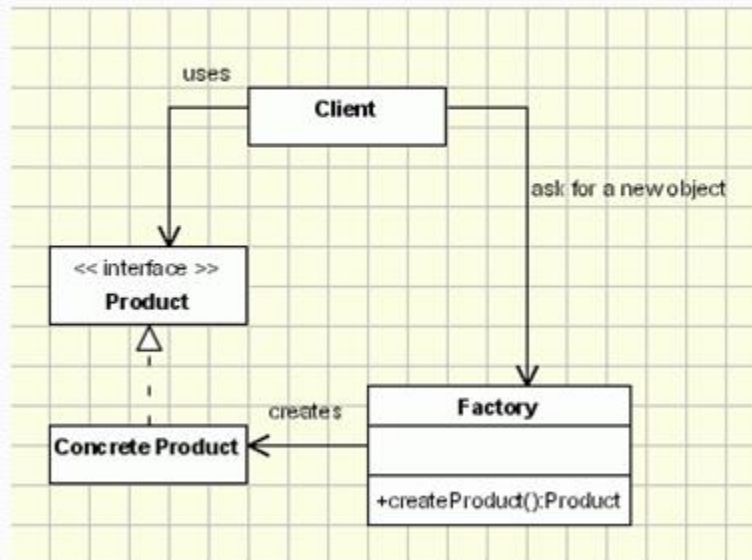 uses
Client
ask for a new object
<< interface >>
Product
creates
Factory
Concrete Product
+createProduct():Product